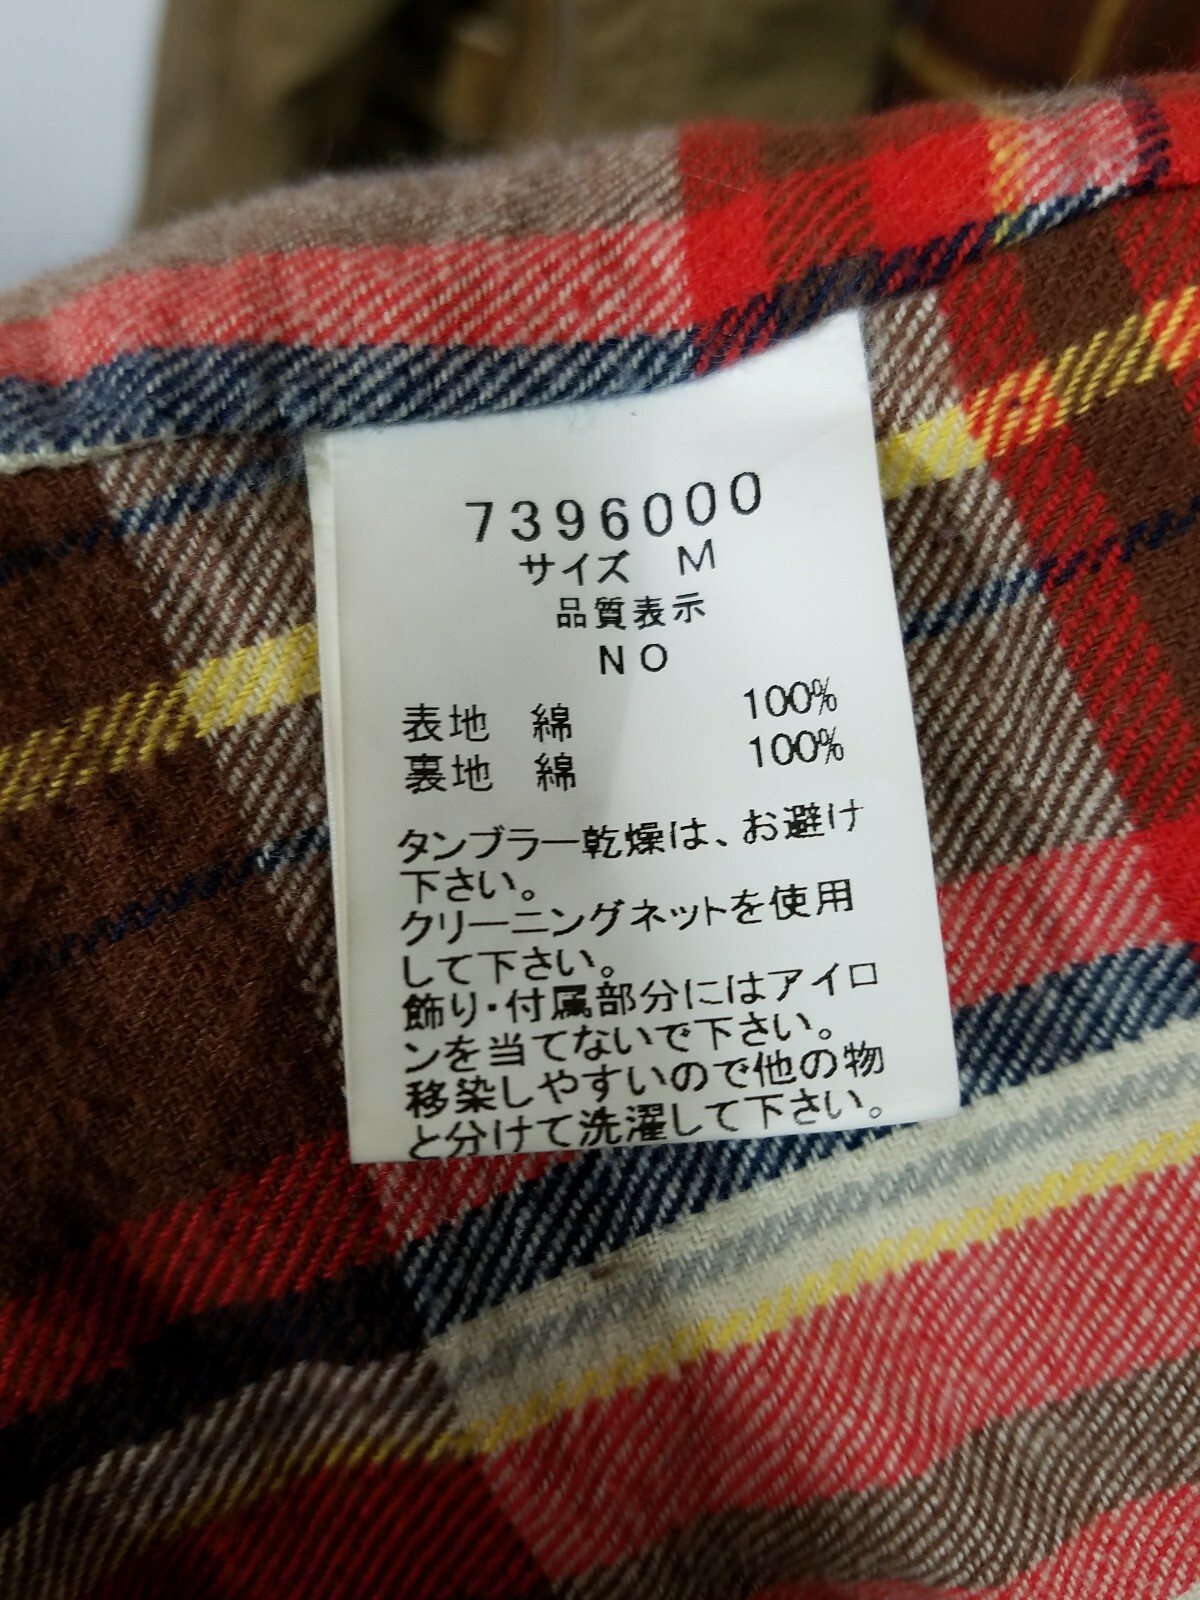 7396000
サイズ M
品質表示
NO
表地 綿 100%
裏地 綿 100%
タンブラー乾燥は、お避け
下さい。
クリーニングネットを使用
して下さい。
飾り・付属部分にはアイロ
ンを当てないで下さい。
移染しやすいので他の物
と分けて洗濯して下さい。